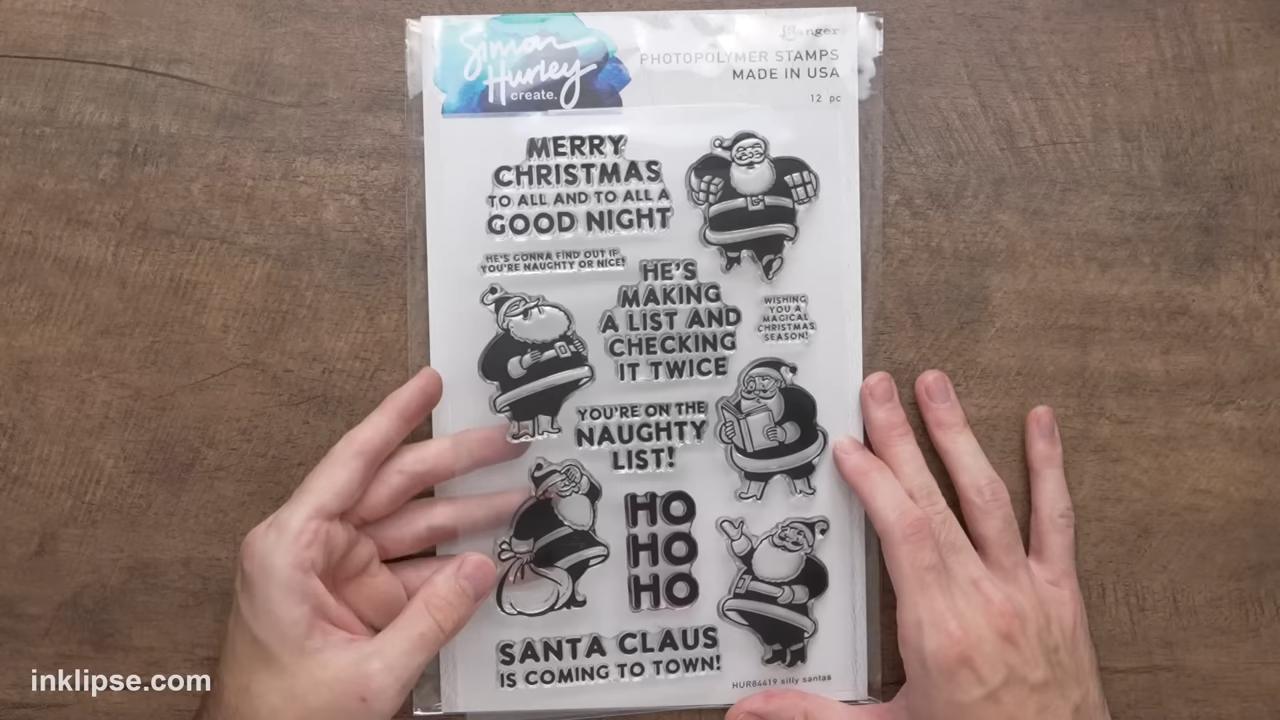 Simon
Hurley
create.
Ranger
PHOTOPOLYMER STAMPS
MADE IN USA
12 pc
MERRY
CHRISTMAS
TO ALL AND TO ALL A
GOOD NIGHT
HE'S GONNA FIND OUT IF
YOU'RE NAUGHTY OR NICE!
HE'S
MAKING
A LIST AND
CHECKING
IT TWICE
WISHING
YOU A
MAGICAL
CHRISTMAS
SEASON!
YOU'RE ON THE
NAUGHTY
LIST!
HO
HO
HO
SANTA CLAUS
IS COMING TO TOWN!
HUR84419 silly santas
inklipse.com